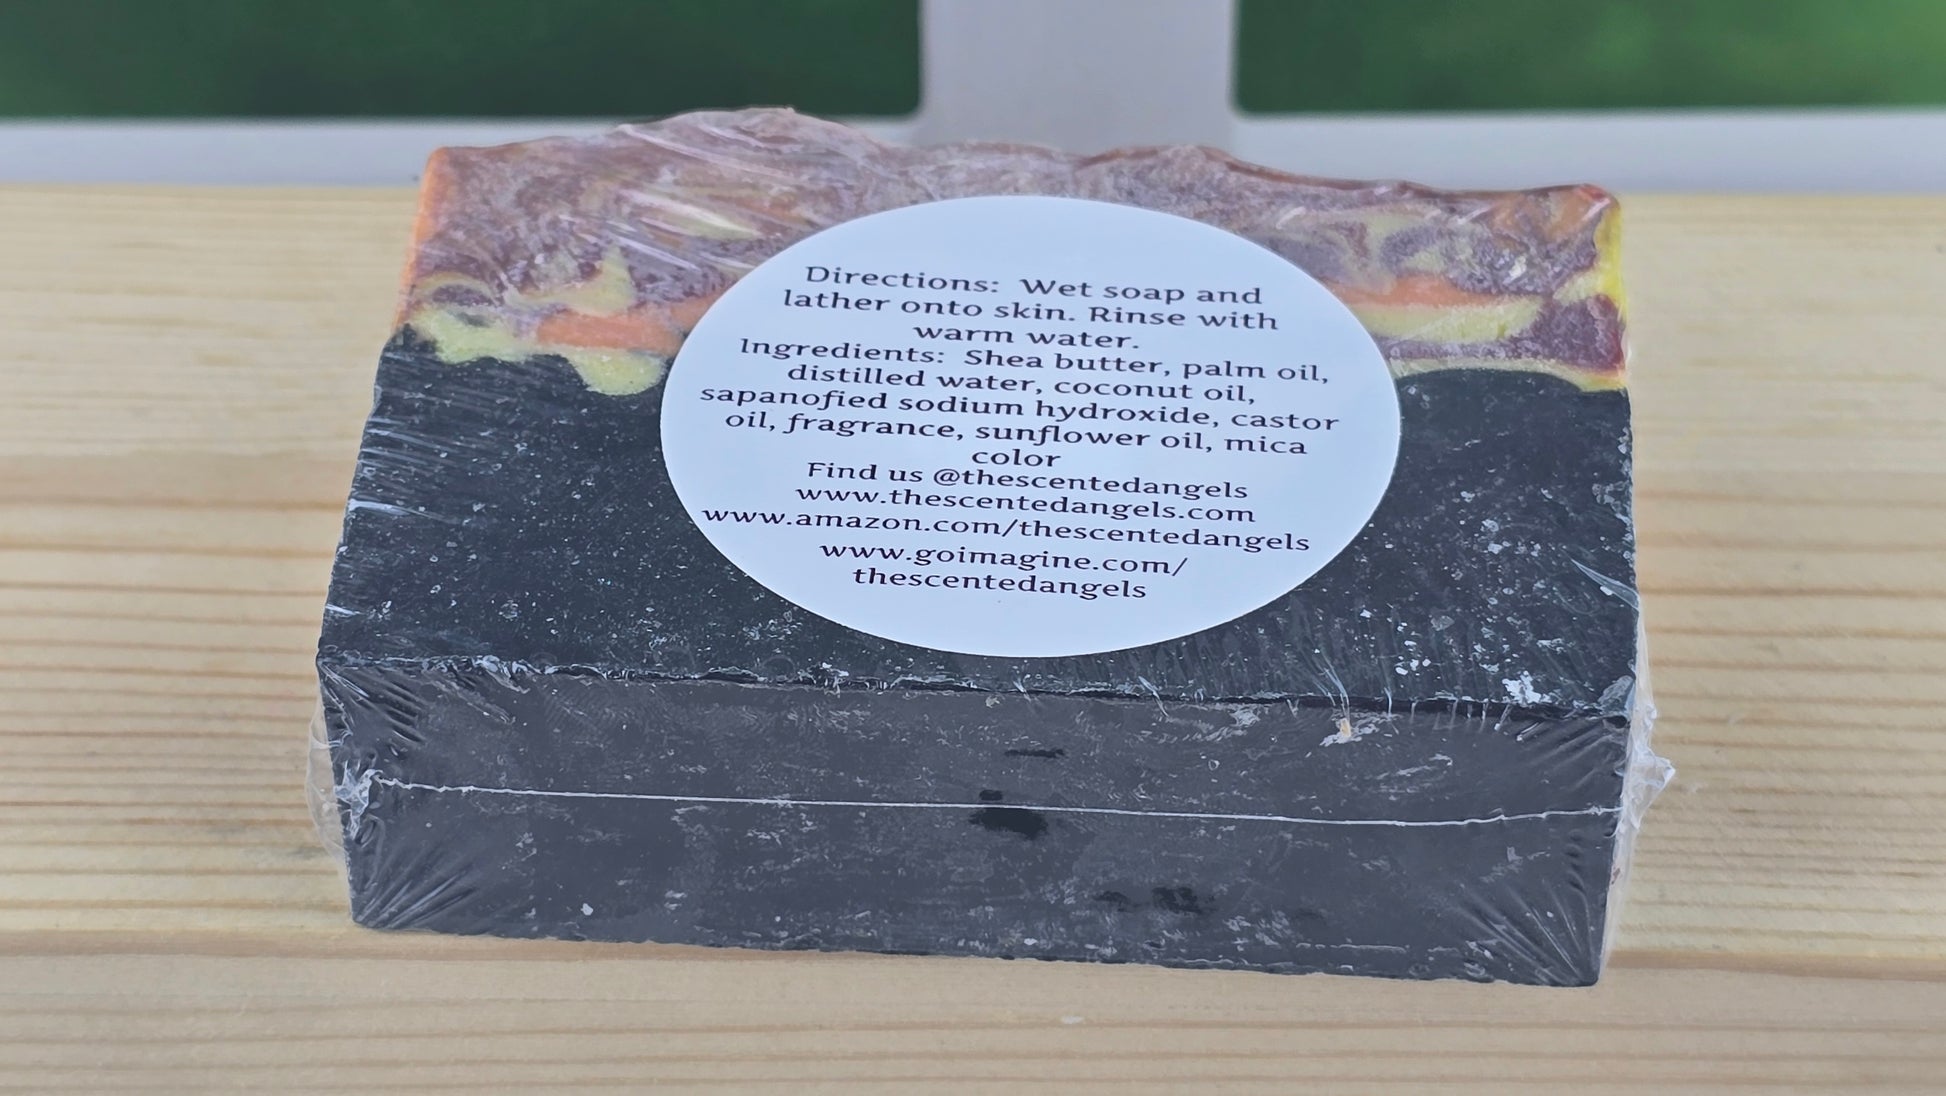 Directions:  Wet soap and
lather onto skin. Rinse with
warm water.
Ingredients:  Shea butter, palm oil,
distilled water, coconut oil,
sapanofied sodium hydroxide, castor
oil, fragrance, sunflower oil, mica
color
Find us @thescentedangels
www.thescentedangels.com
www.amazon.com/thescentedangels
www.goimagine.com/
thescentedangels